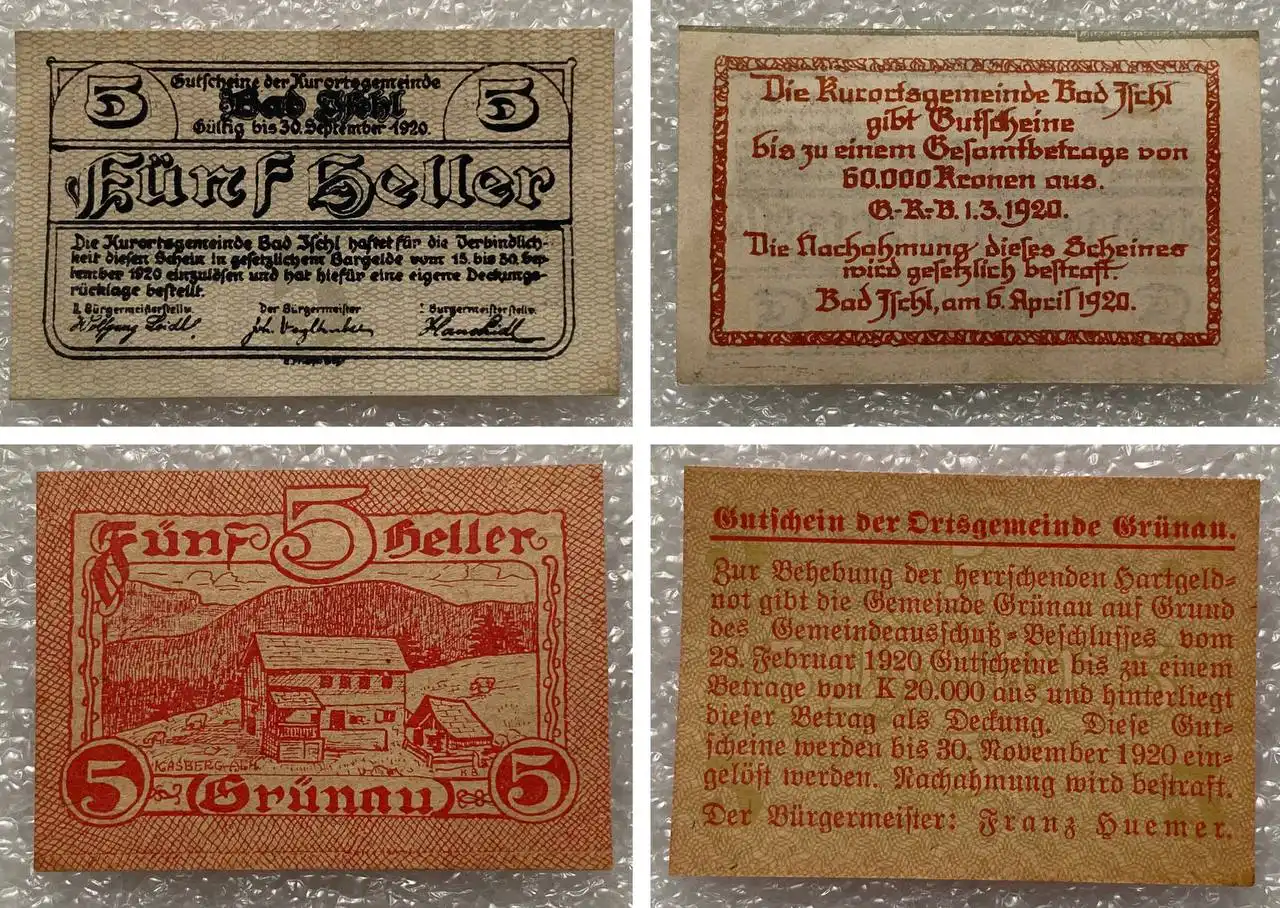 5 Gutscheine der Kurortsgemeinde 5
Bad Ischl
Gültig bis 30. September 1920.
Fünf Heller
Die Kurortsgemeinde Bad Ischl haftet für die Verbindlich-
keit diesen Schein in gesetzlichem Bargelde vom 15. bis 30. Sep-
tember 1920 einzulösen und hat hiefür eine eigene Deckungs-
rücklage bestellt.
Bürgermeisterstellv. Der Bürgermeister Bürgermeisterstellv.
Die Kurortsgemeinde Bad Ischl
gibt Gutscheine
bis zu einem Gesamtbetrage von
60.000 Kronen aus.
G.-R.-B. 1.3.1920.
Die Nachahmung dieses Scheines
wird gesetzlich bestraft.
Bad Ischl, am 6. April 1920.
Fünf 5 Heller
KASBERG-ALM.
K B
5 Grünau 5
Gutschein der Ortsgemeinde Grünau.
Zur Behebung der herrschenden Hartgeld-
not gibt die Gemeinde Grünau auf Grund
des Gemeindeausschuß-Beschlusses vom
28. Februar 1920 Gutscheine bis zu einem
Betrage von K 20.000 aus und hinterliegt
dieser Betrag als Deckung. Diese Gut-
scheine werden bis 30. November 1920 ein-
gelöst werden. Nachahmung wird bestraft.
Der Bürgermeister: Franz Huemer.